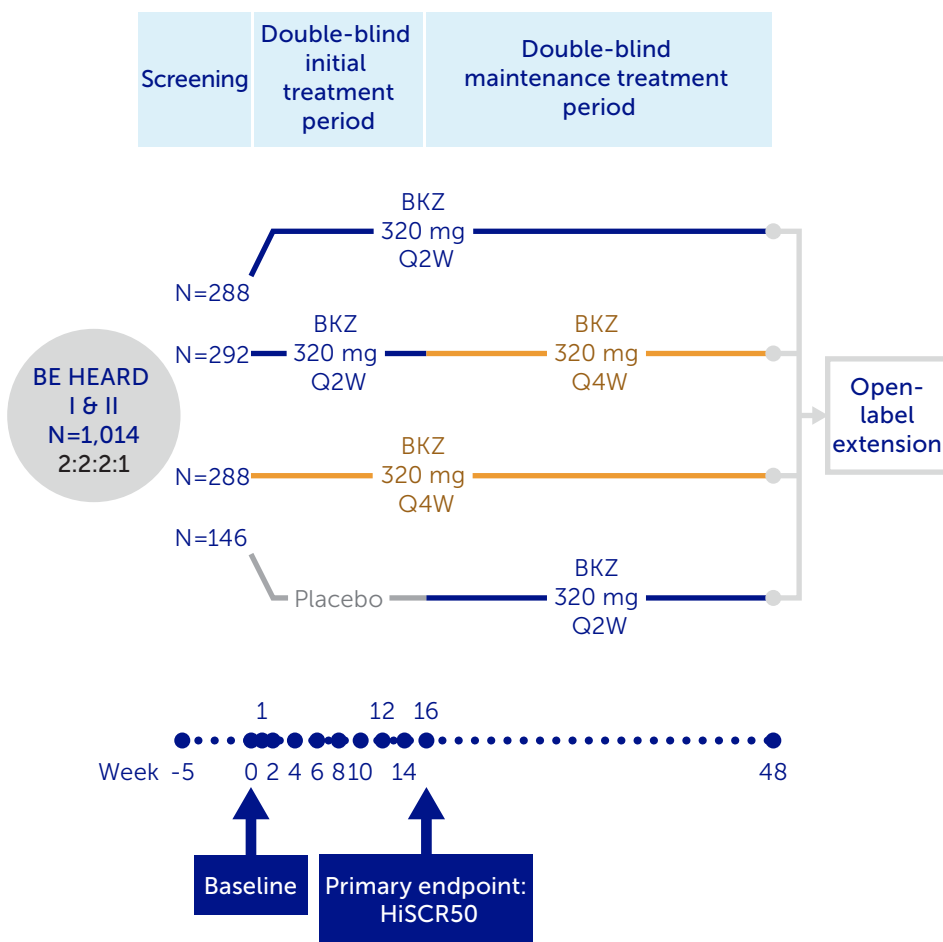 Screening
Double-blind
initial
treatment
period
Double-blind
maintenance treatment
period
BKZ
320 mg
Q2W
N=288
BKZ
320 mg
Q2W
BKZ
320 mg
Q4W
N=292
BE HEARD
I & II
N=1,014
2:2:2:1
Open-
label
extension
BKZ
320 mg
Q4W
N=288
N=146
Placebo
BKZ
320 mg
Q2W
1 12 16
Week -5 0 2 4 6 8 10 14 48
Baseline
Primary endpoint:
HiSCR50